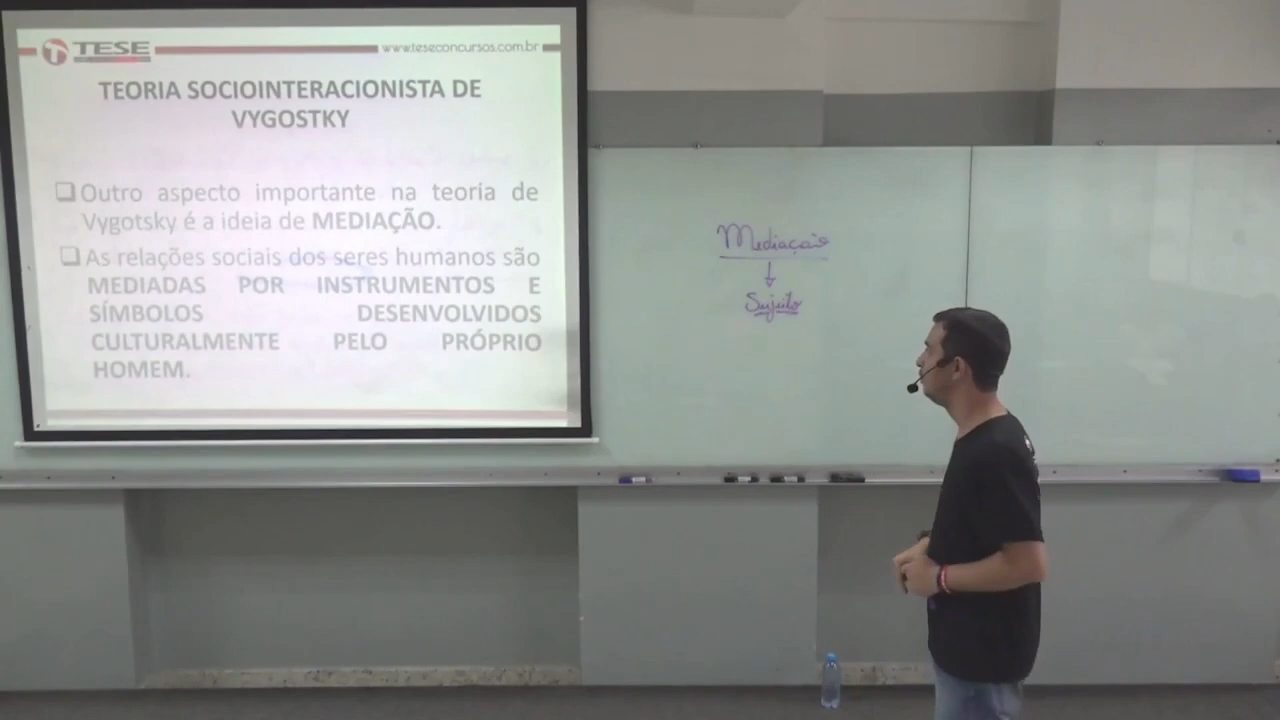 TESE
www.teseconcursos.com.br
TEORIA SOCIOINTERACIONISTA DE
VYGOSTKY
Outro aspecto importante na teoria de
Vygotsky é a ideia de MEDIAÇÃO.
As relações sociais dos seres humanos são
MEDIADAS POR INSTRUMENTOS E
SÍMBOLOS DESENVOLVIDOS
CULTURALMENTE PELO PRÓPRIO
HOMEM.
Mediação
Sujeito